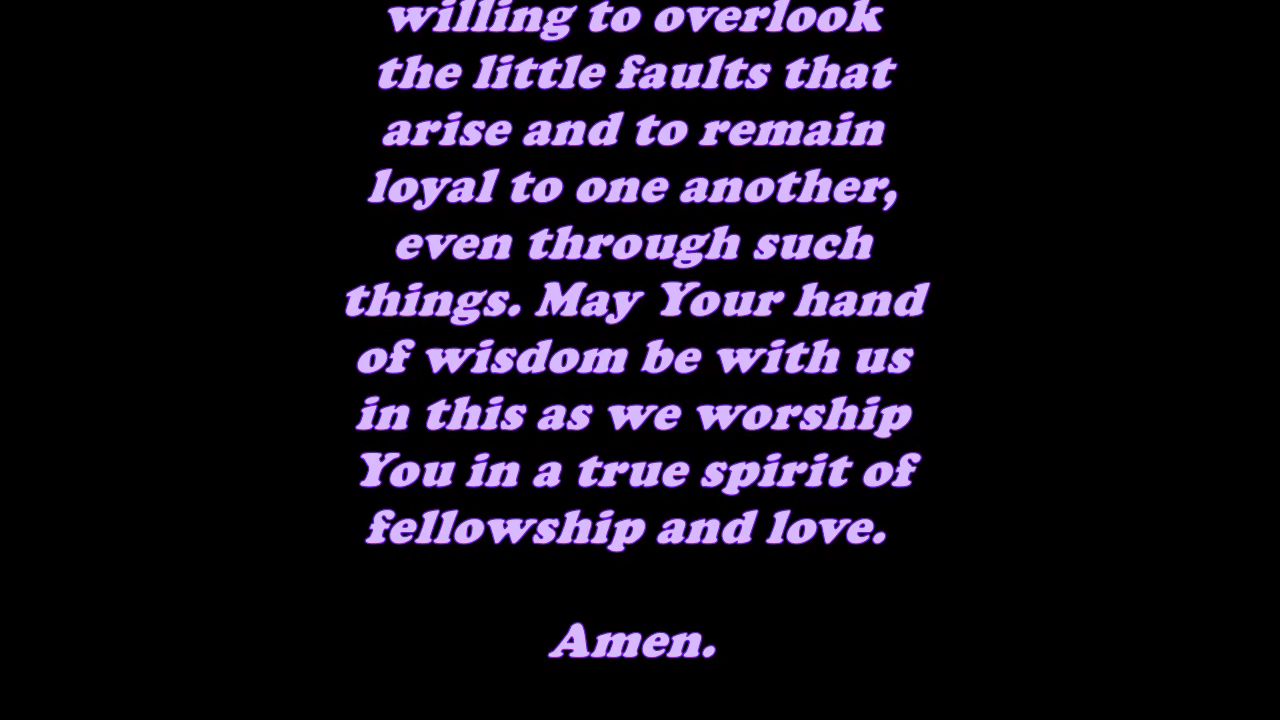 willing to overlook
the little faults that
arise and to remain
loyal to one another,
even through such
things. May Your hand
of wisdom be with us
in this as we worship
You in a true spirit of
fellowship and love.
Amen.